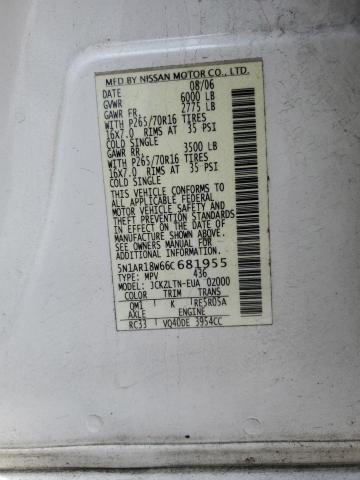 MFD BY NISSAN MOTOR CO., LTD.
DATE 08/06
GVWR 6000 LB
GAWR FR. 2775 LB
WITH P265/70R16 TIRES
16X7.0 RIMS AT 35 PSI
COLD SINGLE
GAWR RR. 3500 LB
WITH P265/70R16 TIRES
16X7.0 RIMS AT 35 PSI
COLD SINGLE
THIS VEHICLE CONFORMS TO
ALL APPLICABLE FEDERAL
MOTOR VEHICLE SAFETY AND
THEFT PREVENTION STANDARDS
IN EFFECT ON THE DATE OF
MANUFACTURE SHOWN ABOVE.
SEE OWNERS MANUAL FOR
ADDITIONAL INFORMATION.
5N1AR18W66C681955
TYPE: MPV 436
MODEL: JCKZLTN-EUA 02000
COLOR TRIM TRANS
QM1 K RE5R05A
AXLE ENGINE
RC33 VQ40DE 3954CC